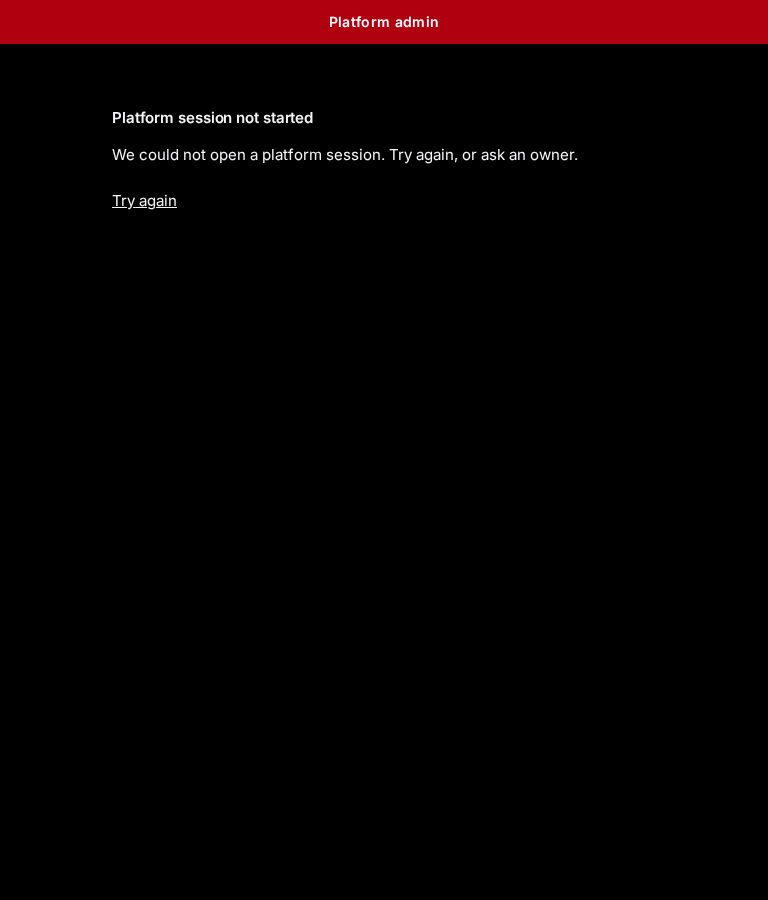 Platform admin
Platform session not started
We could not open a platform session. Try again, or ask an owner.
Try again